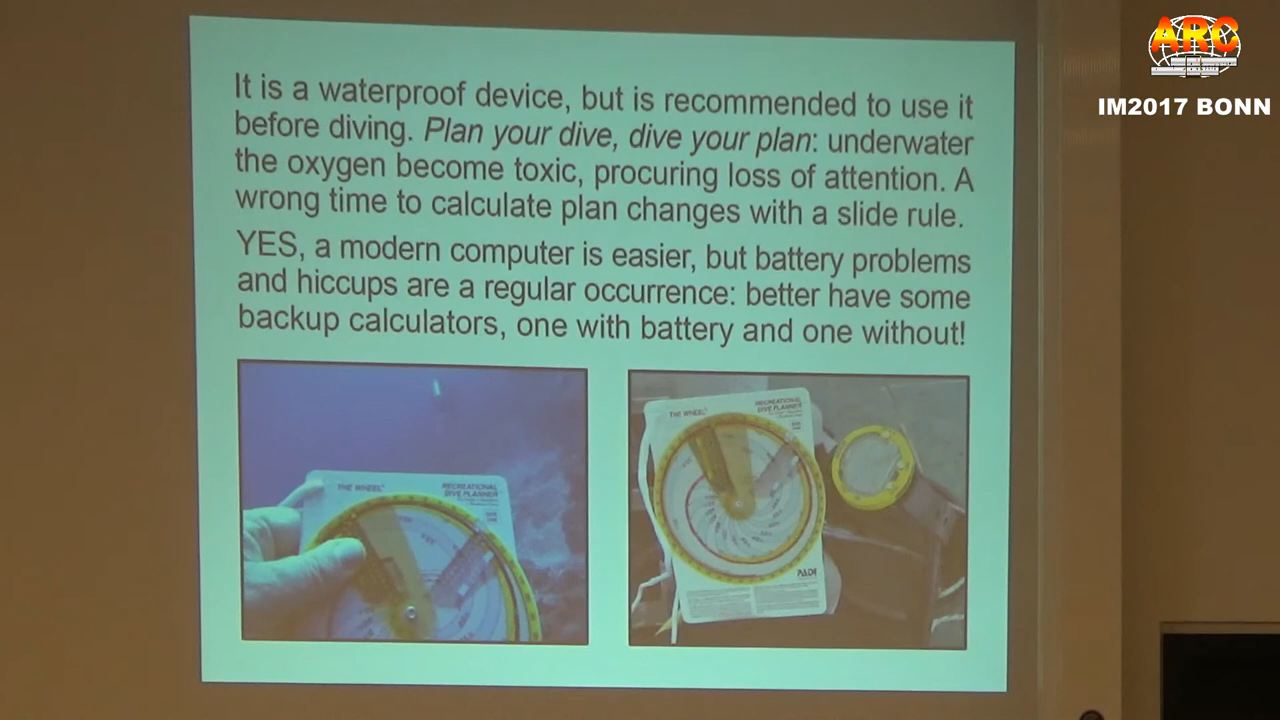 ARC
IM2017 BONN
It is a waterproof device, but is recommended to use it
before diving. Plan your dive, dive your plan: underwater
the oxygen become toxic, procuring loss of attention. A
wrong time to calculate plan changes with a slide rule.
YES, a modern computer is easier, but battery problems
and hiccups are a regular occurrence: better have some
backup calculators, one with battery and one without!
THE WHEEL
RECREATIONAL
DIVE PLANNER
THE WHEEL
RECREATIONAL
DIVE PLANNER
PADI